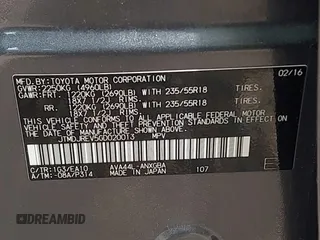 MFD. BY: TOYOTA MOTOR CORPORATION 02/16
GVWR: 2250KG (4960LB)
GAWR: FRT. 1220KG (2690LB) WITH 235/55R18 TIRES,
18X7 1/2J RIMS,
RR. 1220KG (2690LB) WITH 235/55R18 TIRES,
18X7 1/2J RIMS,
THIS VEHICLE CONFORMS TO ALL APPLICABLE FEDERAL
MOTOR VEHICLE SAFETY, BUMPER, AND THEFT PREVENTION
STANDARDS IN EFFECT ON THE DATE OF
MANUFACTURE SHOWN ABOVE.
JTMDJREV5GD020013 MPV
C/TR:1G3/EA10 AVA44L-ANXGBA
A/TM:-08A/P314 MADE IN JAPAN 107
E
DREAMBID